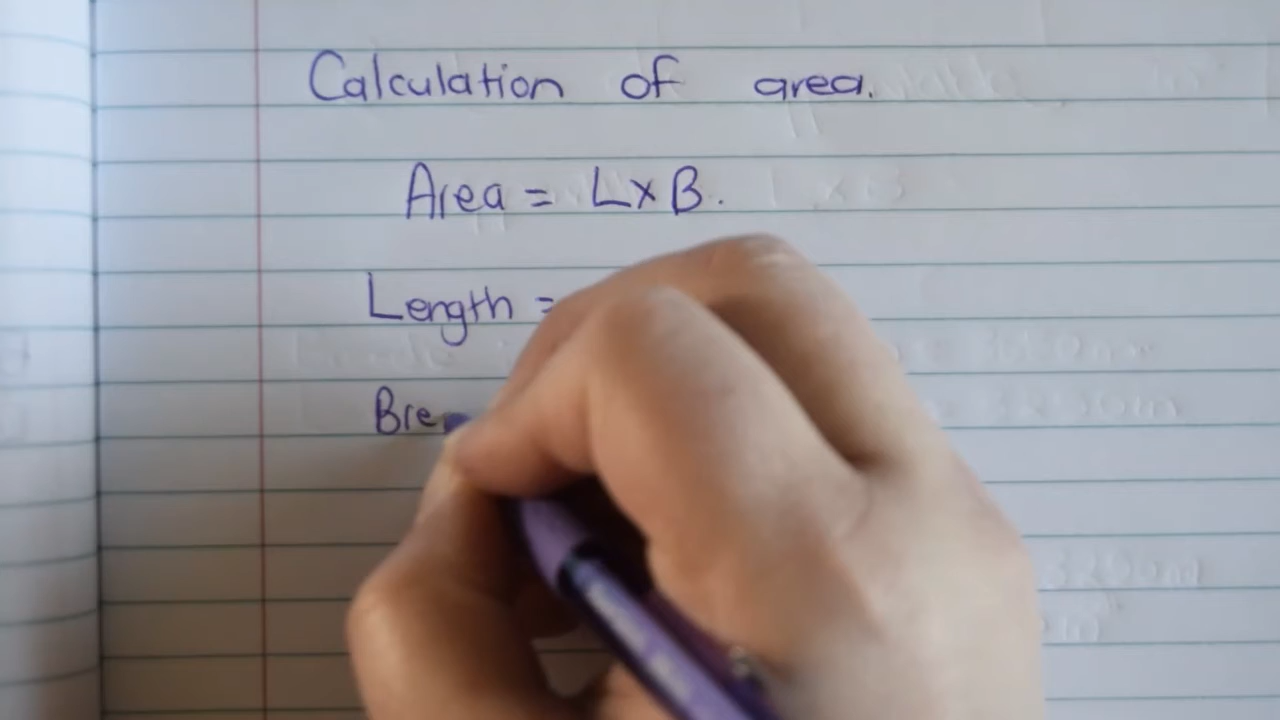 Calculation of area.
Area = L x B.
Length =
Bre